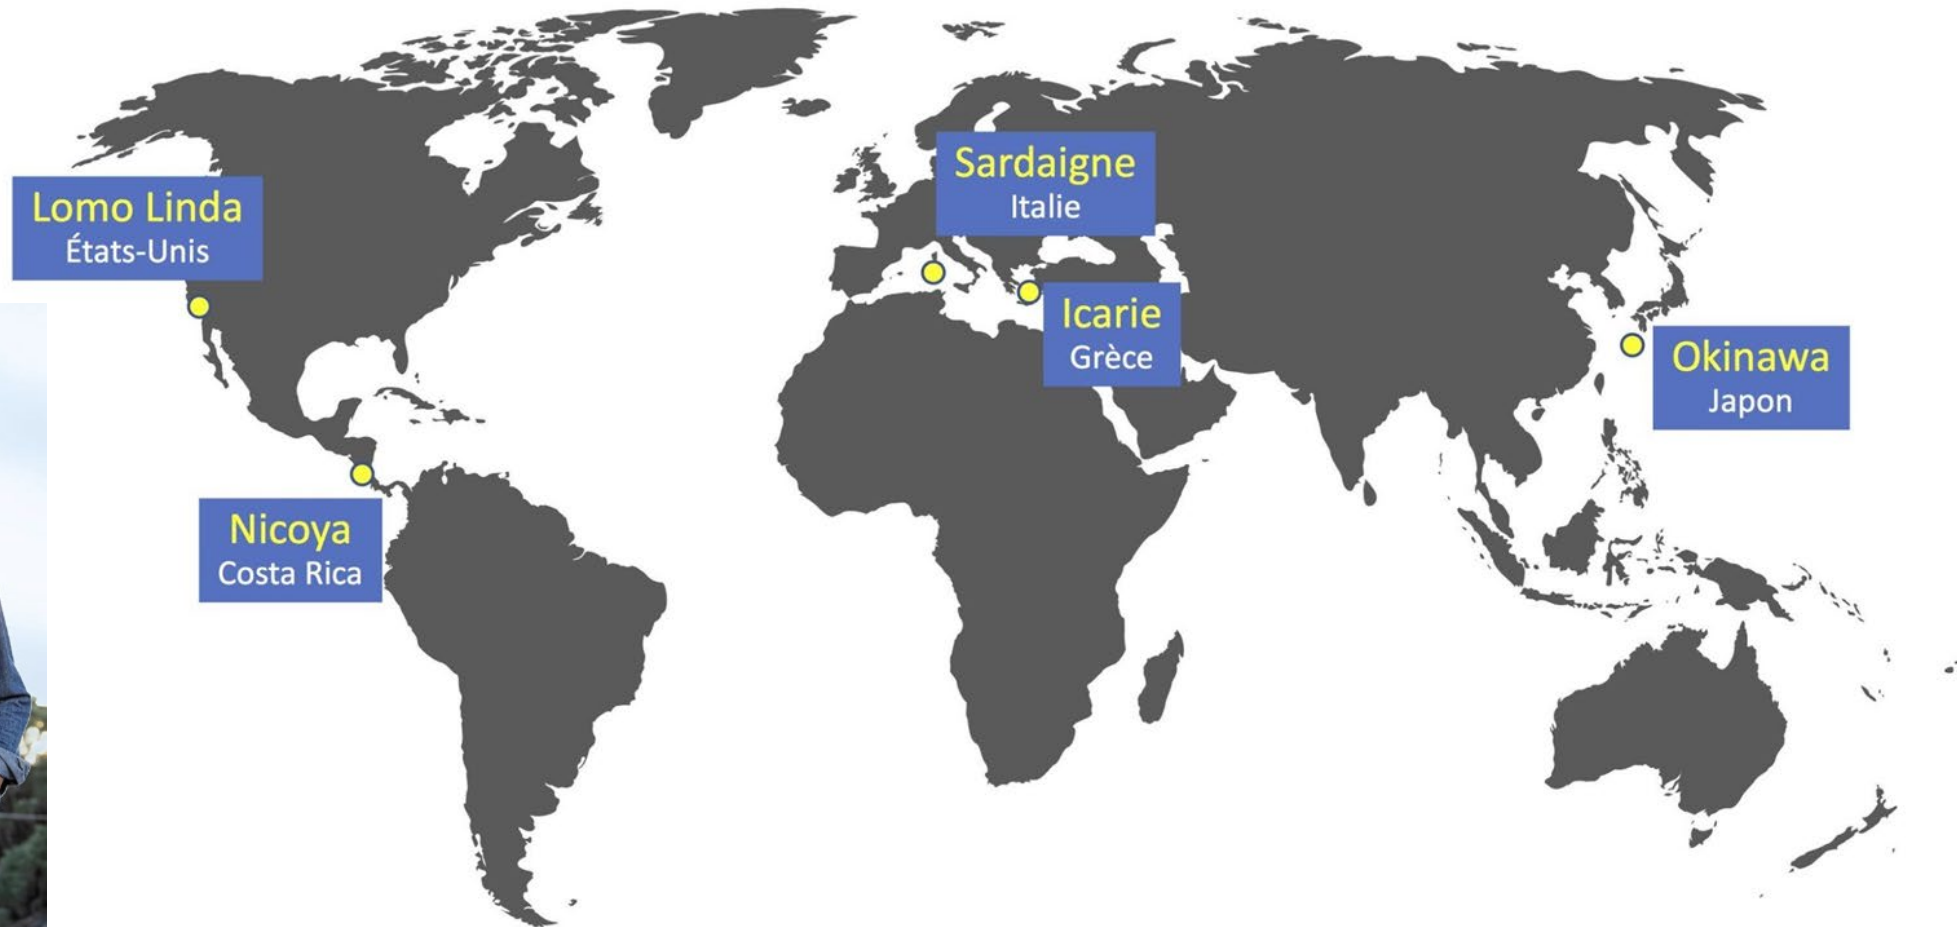 Lomo Linda
États-Unis
Sardaigne
Italie
Icarie
Grèce
Okinawa
Japon
Nicoya
Costa Rica